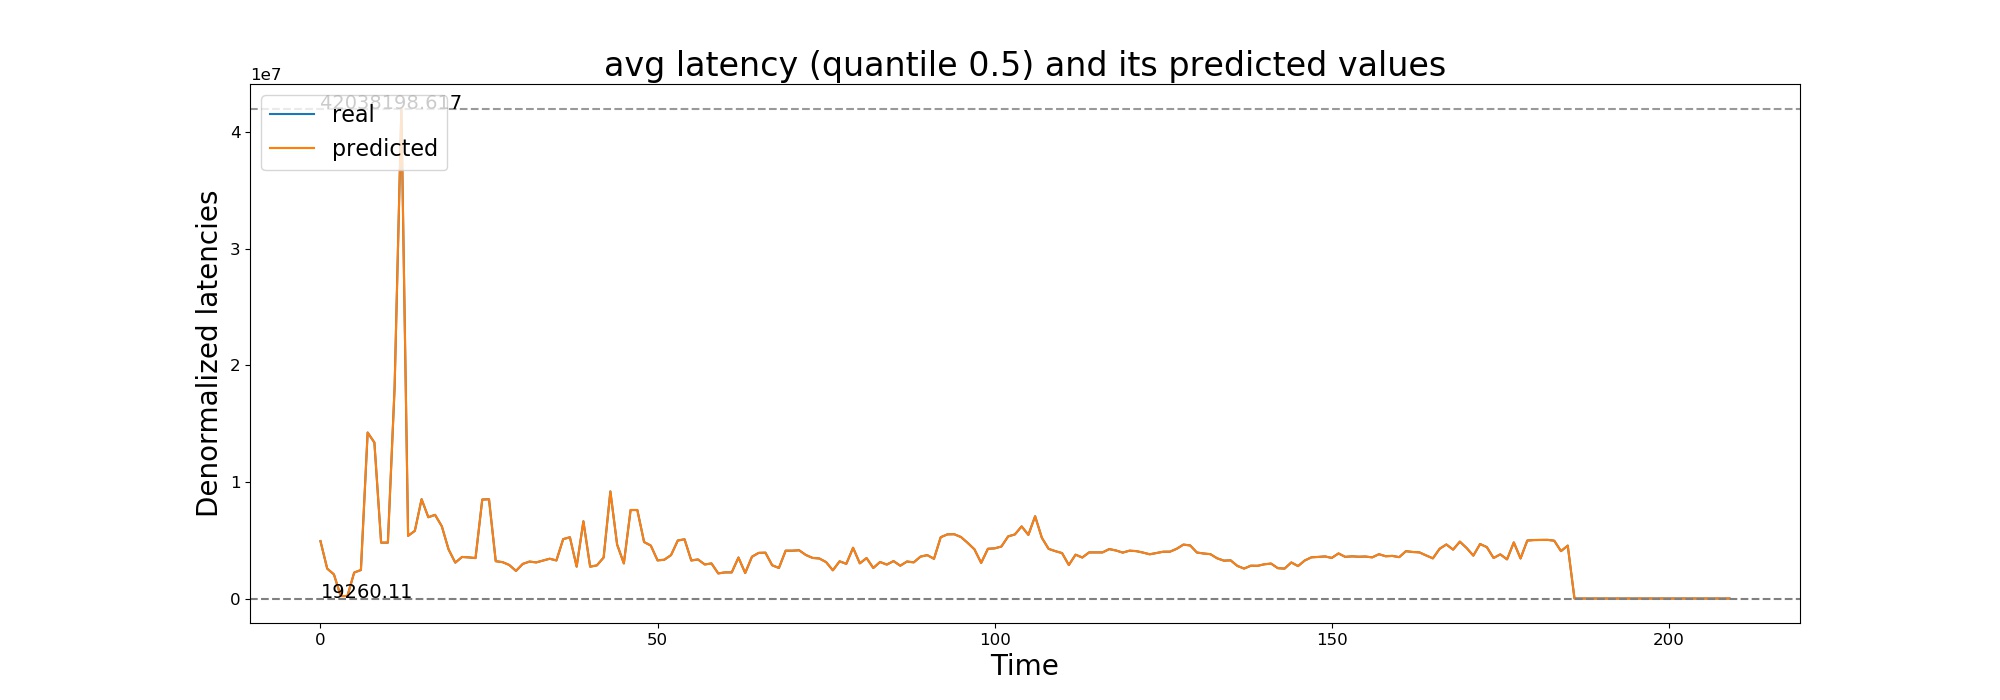 avg latency (quantile 0.5) and its predicted values
1e7
42038198.617
real
predicted
4
3
2
1
0
Denormalized latencies
19260.11
0
50
100
150
200
Time